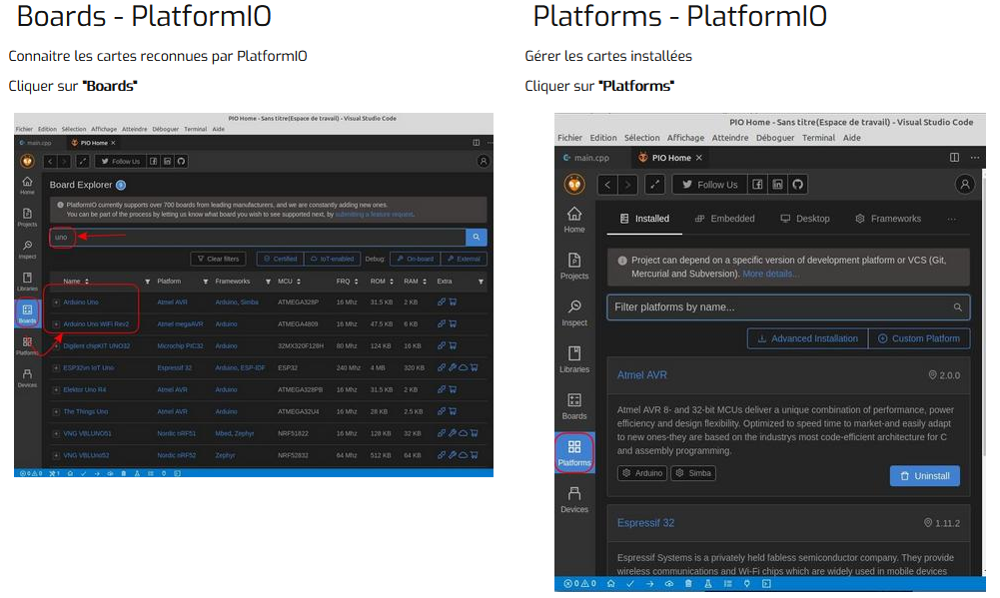 Boards - PlatformIO
Connaitre les cartes reconnues par PlatformIO
Cliquer sur "Boards"
PIO Home - Sans titre(Espace de travail) - Visual Studio Code
Fichier Edition Sélection Affichage Atteindre Déboguer Terminal Aide
main.cpp PIO Home
Follow Us
Home
Projects
Inspect
Libraries
Boards
Platforms
Devices
Board Explorer
PlatformIO currently supports over 700 boards from leading manufacturers, and we are constantly adding new ones.
You can be part of the process by letting us know what board you wish to see supported next, by submitting a feature request.
uno
Clear filters Certified IoT-enabled Debug: On-board External
Name Platform Frameworks MCU FRQ ROM RAM Extra
Arduino Uno Atmel AVR Arduino, Simba ATMEGA328P 16 Mhz 31.5 KB 2 KB
Arduino Uno WiFi Rev2 Atmel megaAVR Arduino ATMEGA4809 16 Mhz 47.5 KB 6 KB
Digilent chipKIT UNO32 Microchip PIC32 Arduino 32MX320F128H 80 Mhz 124 KB 16 KB
ESP32vn IoT Uno Espressif 32 Arduino, ESP-IDF ESP32 240 Mhz 4 MB 320 KB
Elektor Uno R4 Atmel AVR Arduino ATMEGA328PB 16 Mhz 31.5 KB 2 KB
The Things Uno Atmel AVR Arduino ATMEGA32U4 16 Mhz 28 KB 2.5 KB
VNG VBLUNO51 Nordic nRF51 Mbed, Zephyr NRF51822 16 Mhz 128 KB 32 KB
VNG VBLUno52 Nordic nRF52 Zephyr NRF52832 64 Mhz 512 KB 64 KB
0 0 1
Platforms - PlatformIO
Gérer les cartes installées
Cliquer sur "Platforms"
PIO Home - Sans titre(Espace de travail) - Visual Studio Code
Fichier Edition Sélection Affichage Atteindre Déboguer Terminal Aide
main.cpp PIO Home
Follow Us
Home
Projects
Inspect
Libraries
Boards
Platforms
Devices
Installed Embedded Desktop Frameworks ...
Project can depend on a specific version of development platform or VCS (Git,
Mercurial and Subversion). More details...
Filter platforms by name...
Advanced Installation Custom Platform
Atmel AVR 2.0.0
Atmel AVR 8- and 32-bit MCUs deliver a unique combination of performance, power
efficiency and design flexibility. Optimized to speed time to market-and easily adapt
to new ones-they are based on the industrys most code-efficient architecture for C
and assembly programming.
Arduino Simba
Uninstall
Espressif 32 1.11.2
Espressif Systems is a privately held fabless semiconductor company. They provide
wireless communications and Wi-Fi chips which are widely used in mobile devices
0 0